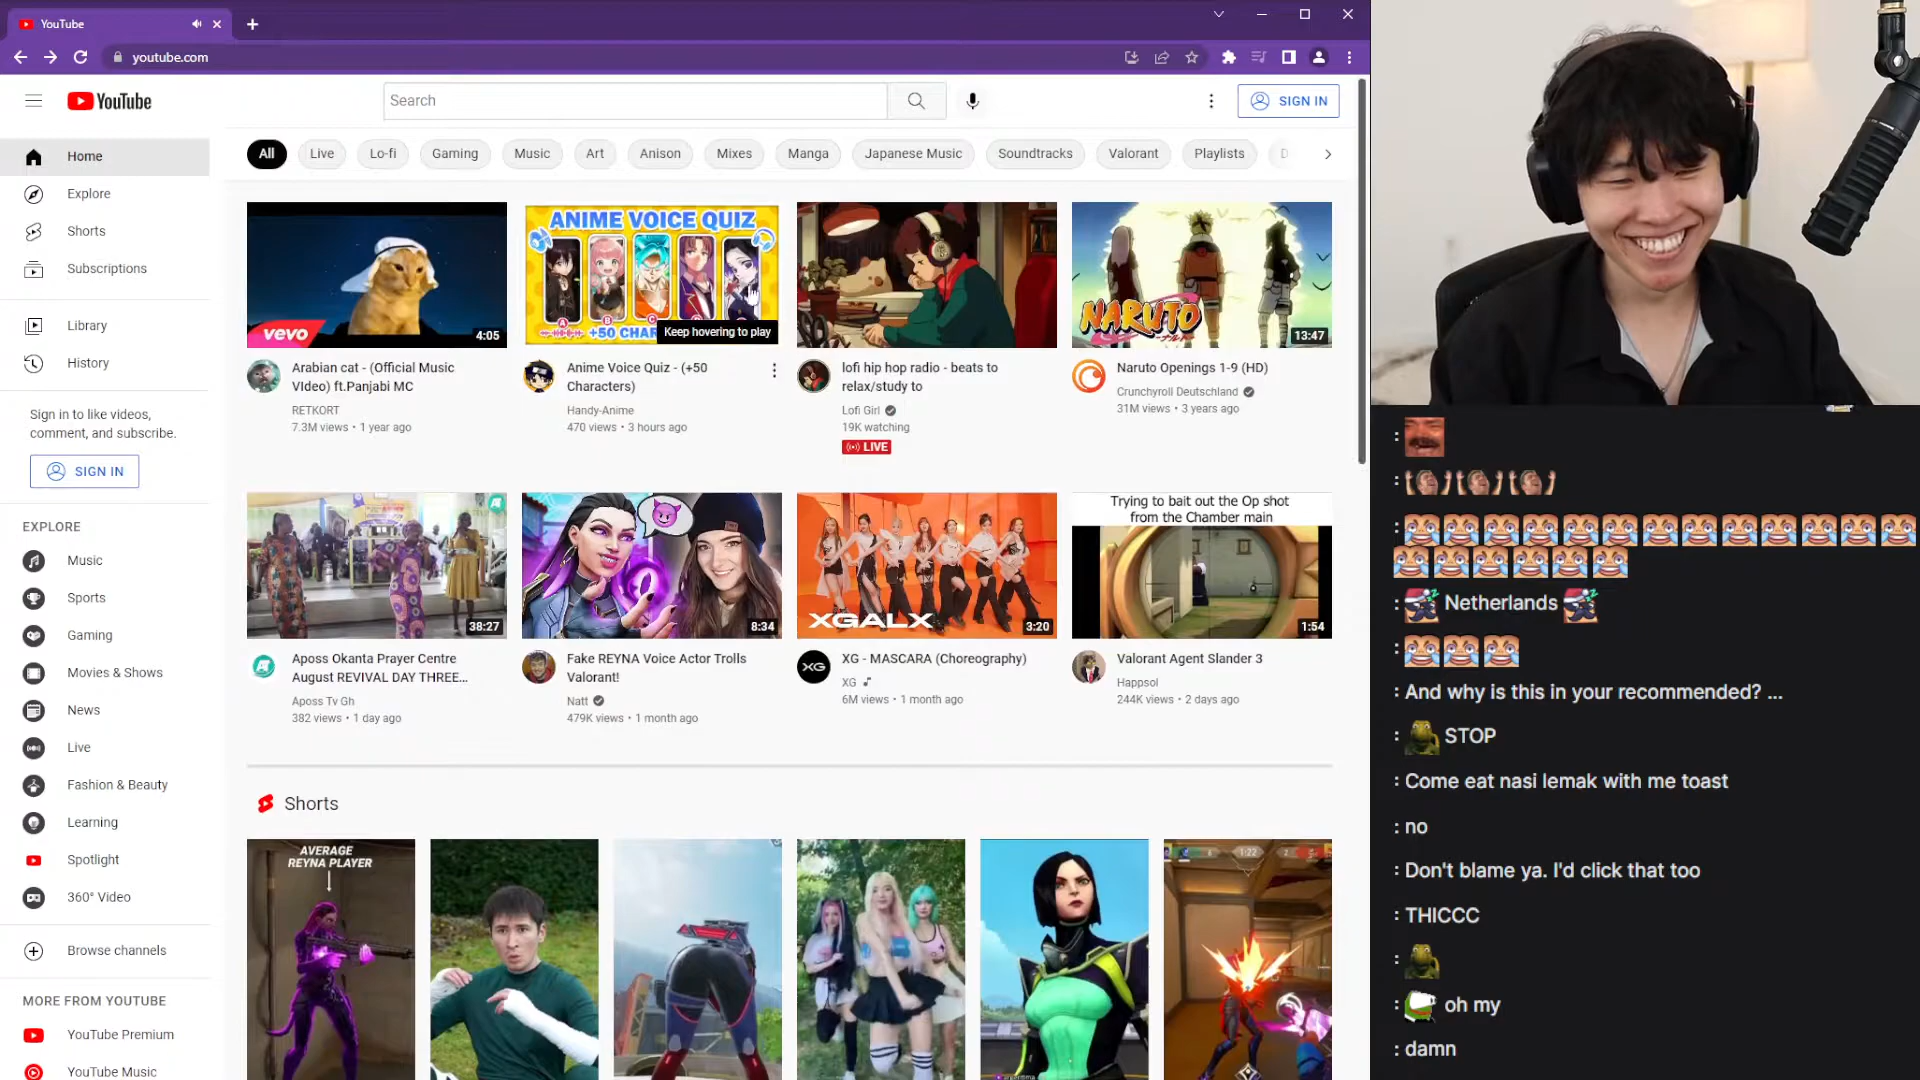 YouTube
youtube.com
YouTube
Search
SIGN IN
Home
Explore
Shorts
Subscriptions
Library
History
Sign in to like videos,
comment, and subscribe.
SIGN IN
EXPLORE
Music
Sports
Gaming
Movies & Shows
News
Live
Fashion & Beauty
Learning
Spotlight
360° Video
Browse channels
MORE FROM YOUTUBE
YouTube Premium
YouTube Music
All
Live
Lo-fi
Gaming
Music
Art
Anison
Mixes
Manga
Japanese Music
Soundtracks
Valorant
Playlists
D
vevo
4:05
Arabian cat - (Official Music
VIdeo) ft.Panjabi MC
RETKORT
7.3M views • 1 year ago
ANIME VOICE QUIZ
A
B
C
+50 CHAR
Keep hovering to play
Anime Voice Quiz - (+50
Characters)
Handy-Anime
470 views • 3 hours ago
lofi hip hop radio - beats to
relax/study to
Lofi Girl
19K watching
LIVE
NARUTO
13:47
Naruto Openings 1-9 (HD)
Crunchyroll Deutschland
31M views • 3 years ago
38:27
Aposs Okanta Prayer Centre
August REVIVAL DAY THREE...
Aposs Tv Gh
382 views • 1 day ago
8:34
Fake REYNA Voice Actor Trolls
Valorant!
Natt
479K views • 1 month ago
XGALX
3:20
XG
XG - MASCARA (Choreography)
XG
6M views • 1 month ago
Trying to bait out the Op shot
from the Chamber main
1:54
Valorant Agent Slander 3
Happsol
244K views • 2 days ago
Shorts
AVERAGE
REYNA PLAYER
1:22
:
:
:
: Netherlands
:
: And why is this in your recommended? ...
: STOP
: Come eat nasi lemak with me toast
: no
: Don't blame ya. I'd click that too
: THICCC
:
: oh my
: damn